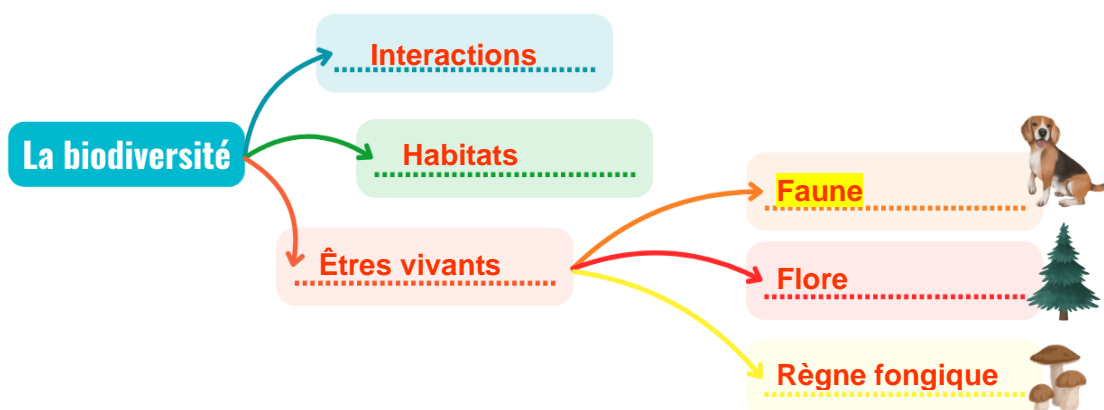 Interactions
La biodiversité
Habitats
Êtres vivants
Faune
Flore
Règne fongique